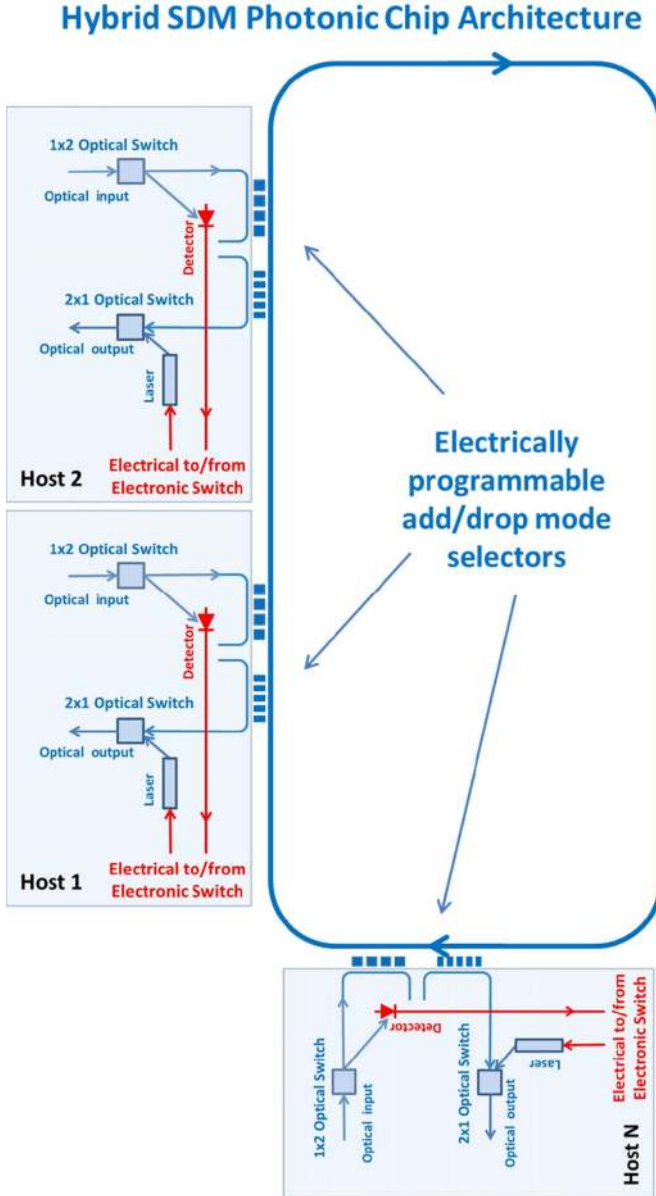 Hybrid SDM Photonic Chip Architecture
1x2 Optical Switch
Optical input
Detector
2x1 Optical Switch
Optical output
Laser
Electrical to/from
Electronic Switch
Host 2
1x2 Optical Switch
Optical input
Detector
2x1 Optical Switch
Optical output
Laser
Electrical to/from
Electronic Switch
Host 1
Electrically
programmable
add/drop mode
selectors
1x2 Optical Switch
Optical input
Detector
2x1 Optical Switch
Optical output
Laser
Electrical to/from
Electronic Switch
Host N